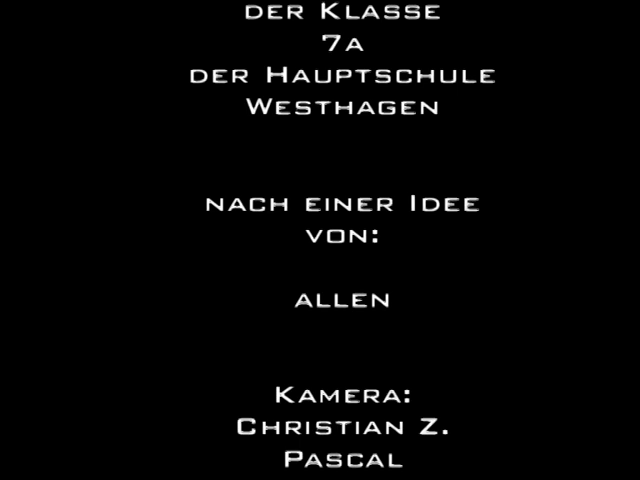 der Klasse
7a
der Hauptschule
Westhagen
nach einer Idee
von:
allen
Kamera:
Christian Z.
Pascal